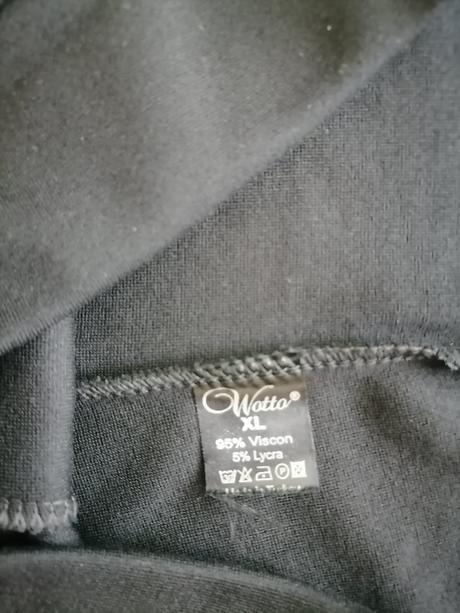 Wotto®
XL
95% Viscon
5% Lycra